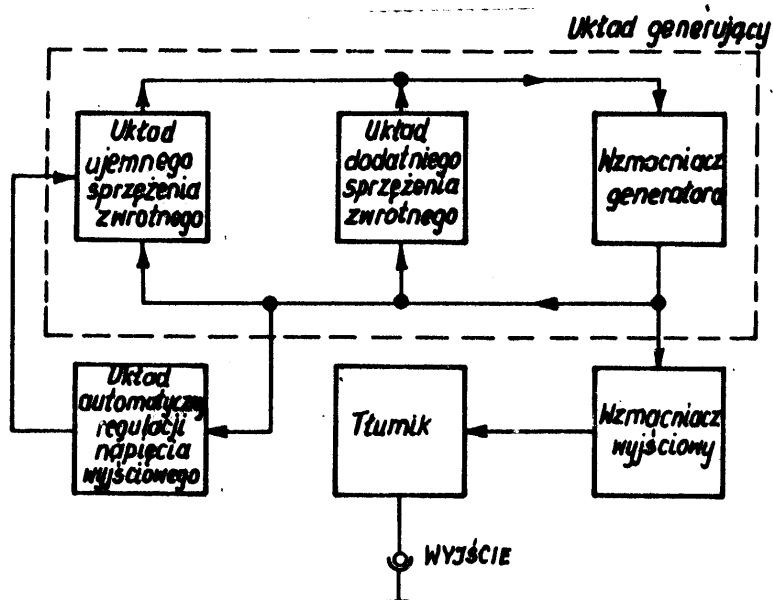 Układ generujący
Układ
ujemnego
sprzężenia
zwrotnego
Układ
dodatniego
sprzężenia
zwrotnego
Wzmocniacz
generatora
Układ
automatycznej
regulacji
napięcia
wyjściowego
Tłumik
Wzmacniacz
wyjściowy
WYJŚCIE